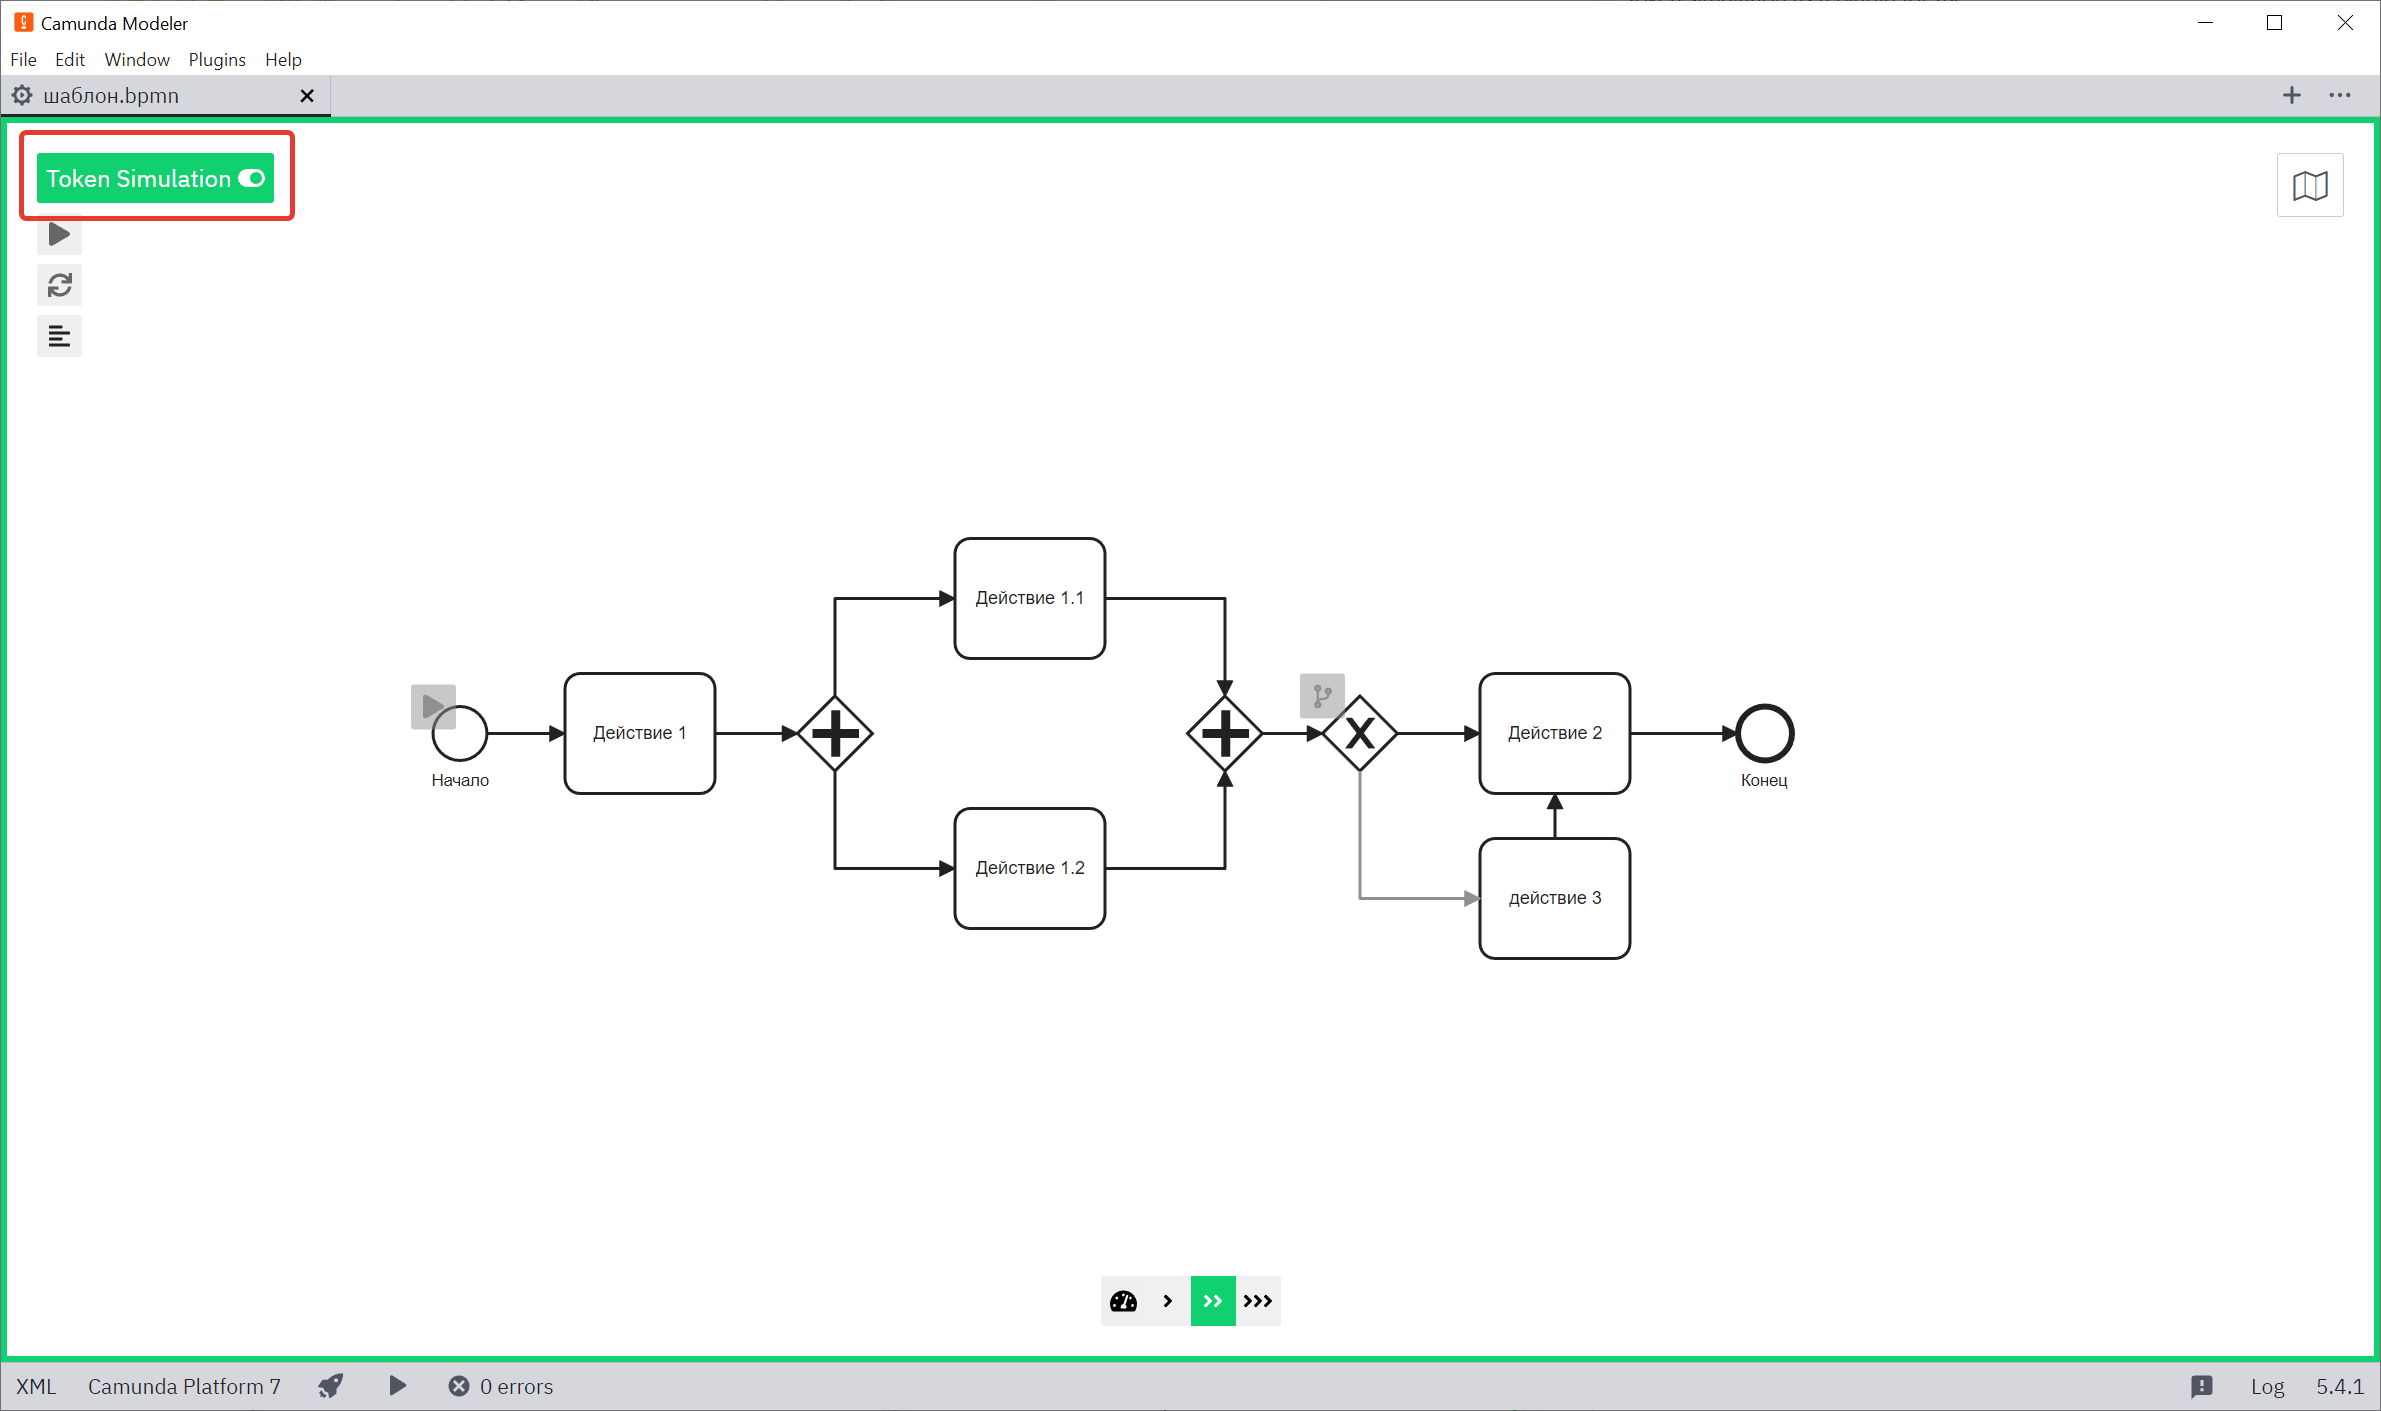 Camunda Modeler
File Edit Window Plugins Help
шаблон.bpmn
Token Simulation
Действие 1.1
Начало
Действие 1
Действие 2
Конец
Действие 1.2
действие 3
XML Camunda Platform 7 0 errors Log 5.4.1